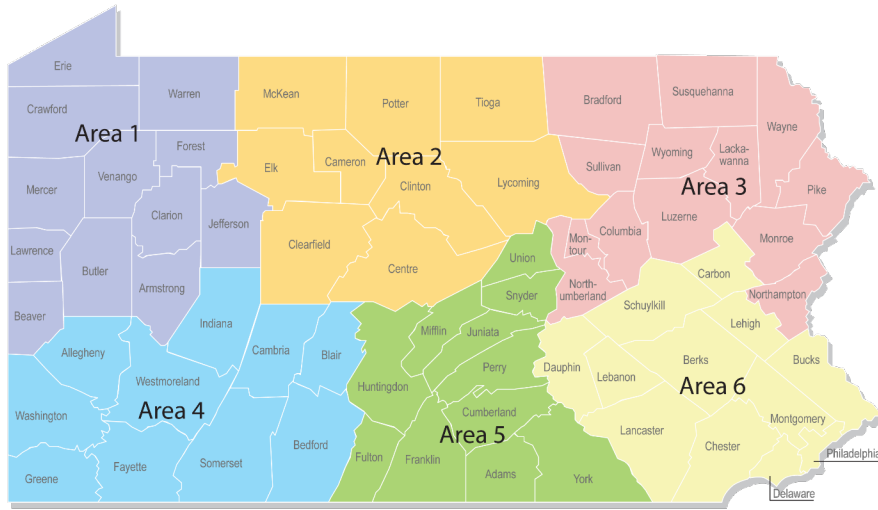 Erie
Warren
McKean
Potter
Tioga
Bradford
Susquehanna
Wayne
Crawford
Area 1
Forest
Elk
Cameron
Area 2
Clinton
Lycoming
Sullivan
Wyoming
Lacka-
wanna
Area 3
Pike
Mercer
Venango
Clarion
Jefferson
Clearfield
Centre
Union
Mon-
tour
Columbia
Luzerne
Monroe
Lawrence
Butler
Armstrong
Snyder
North-
umberland
Carbon
Northampton
Beaver
Indiana
Mifflin
Juniata
Schuylkill
Lehigh
Allegheny
Cambria
Blair
Perry
Dauphin
Lebanon
Berks
Bucks
Westmoreland
Huntingdon
Area 6
Washington
Area 4
Cumberland
Area 5
Lancaster
Montgomery
Chester
Greene
Fayette
Somerset
Bedford
Fulton
Franklin
Adams
York
Philadelphia
Delaware